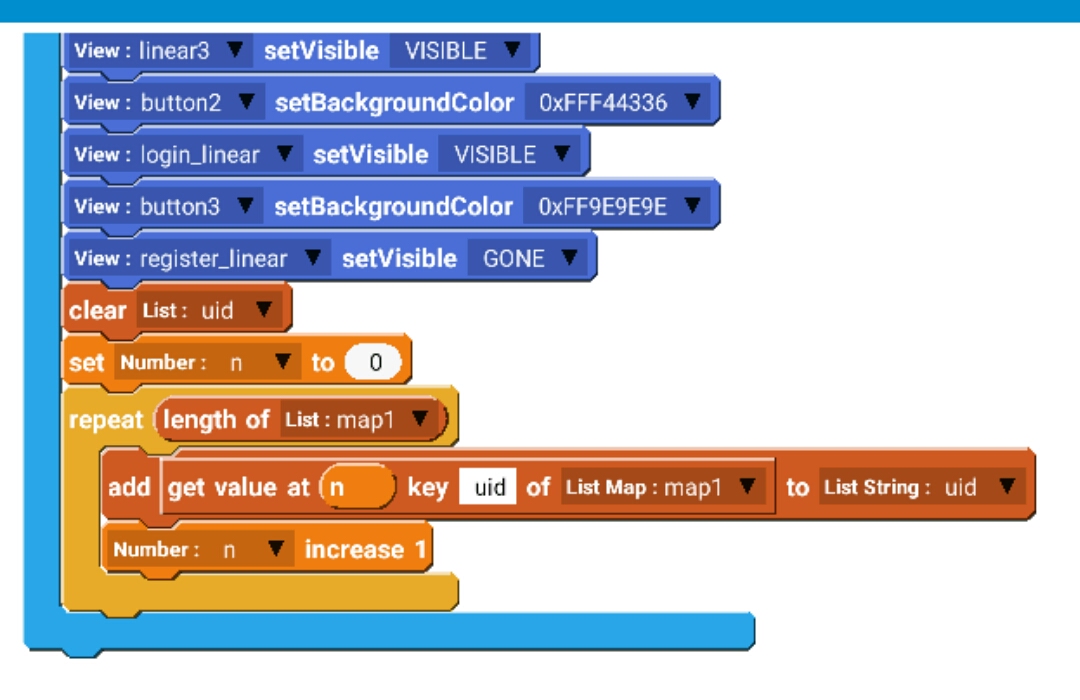 View : linear3 setVisible VISIBLE
View : button2 setBackgroundColor 0xFFF44336
View : login_linear setVisible VISIBLE
View : button3 setBackgroundColor 0xFF9E9E9E
View : register_linear setVisible GONE
clear List : uid
set Number : n to 0
repeat length of List : map1
add get value at n key uid of List Map : map1 to List String : uid
Number : n increase 1